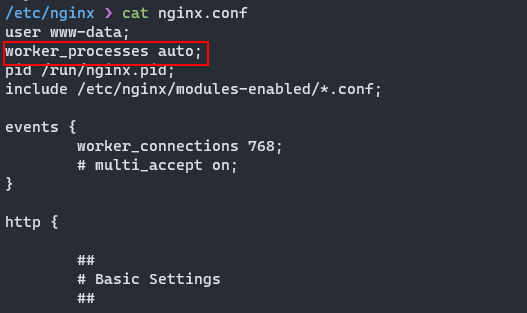 /etc/nginx ❯ cat nginx.conf
user www-data;
worker_processes auto;
pid /run/nginx.pid;
include /etc/nginx/modules-enabled/*.conf;

events {
        worker_connections 768;
        # multi_accept on;
}

http {

        ##
        # Basic Settings
        ##